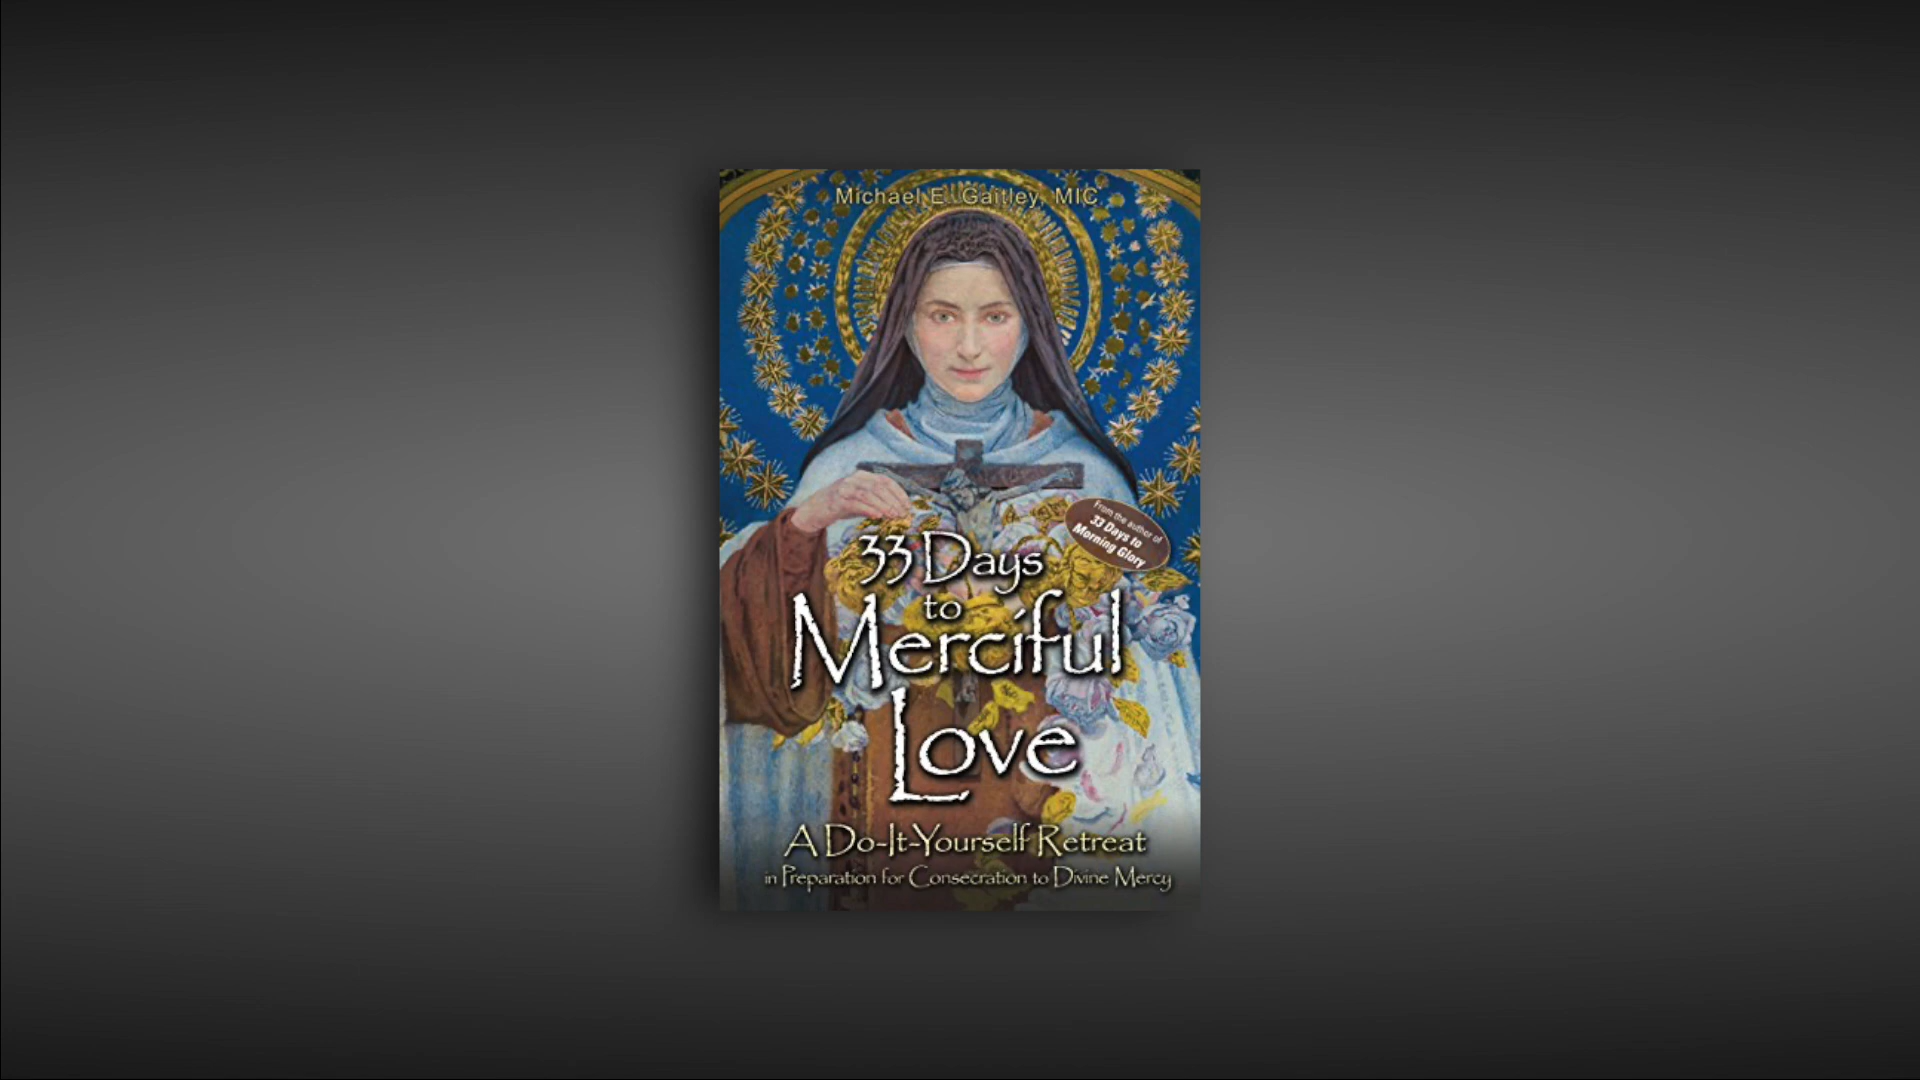 Michael E. Gaitley, MIC
From the author of
33 Days to
Morning Glory
33 Days
to
Merciful
Love
A Do-It-Yourself Retreat
in Preparation for Consecration to Divine Mercy